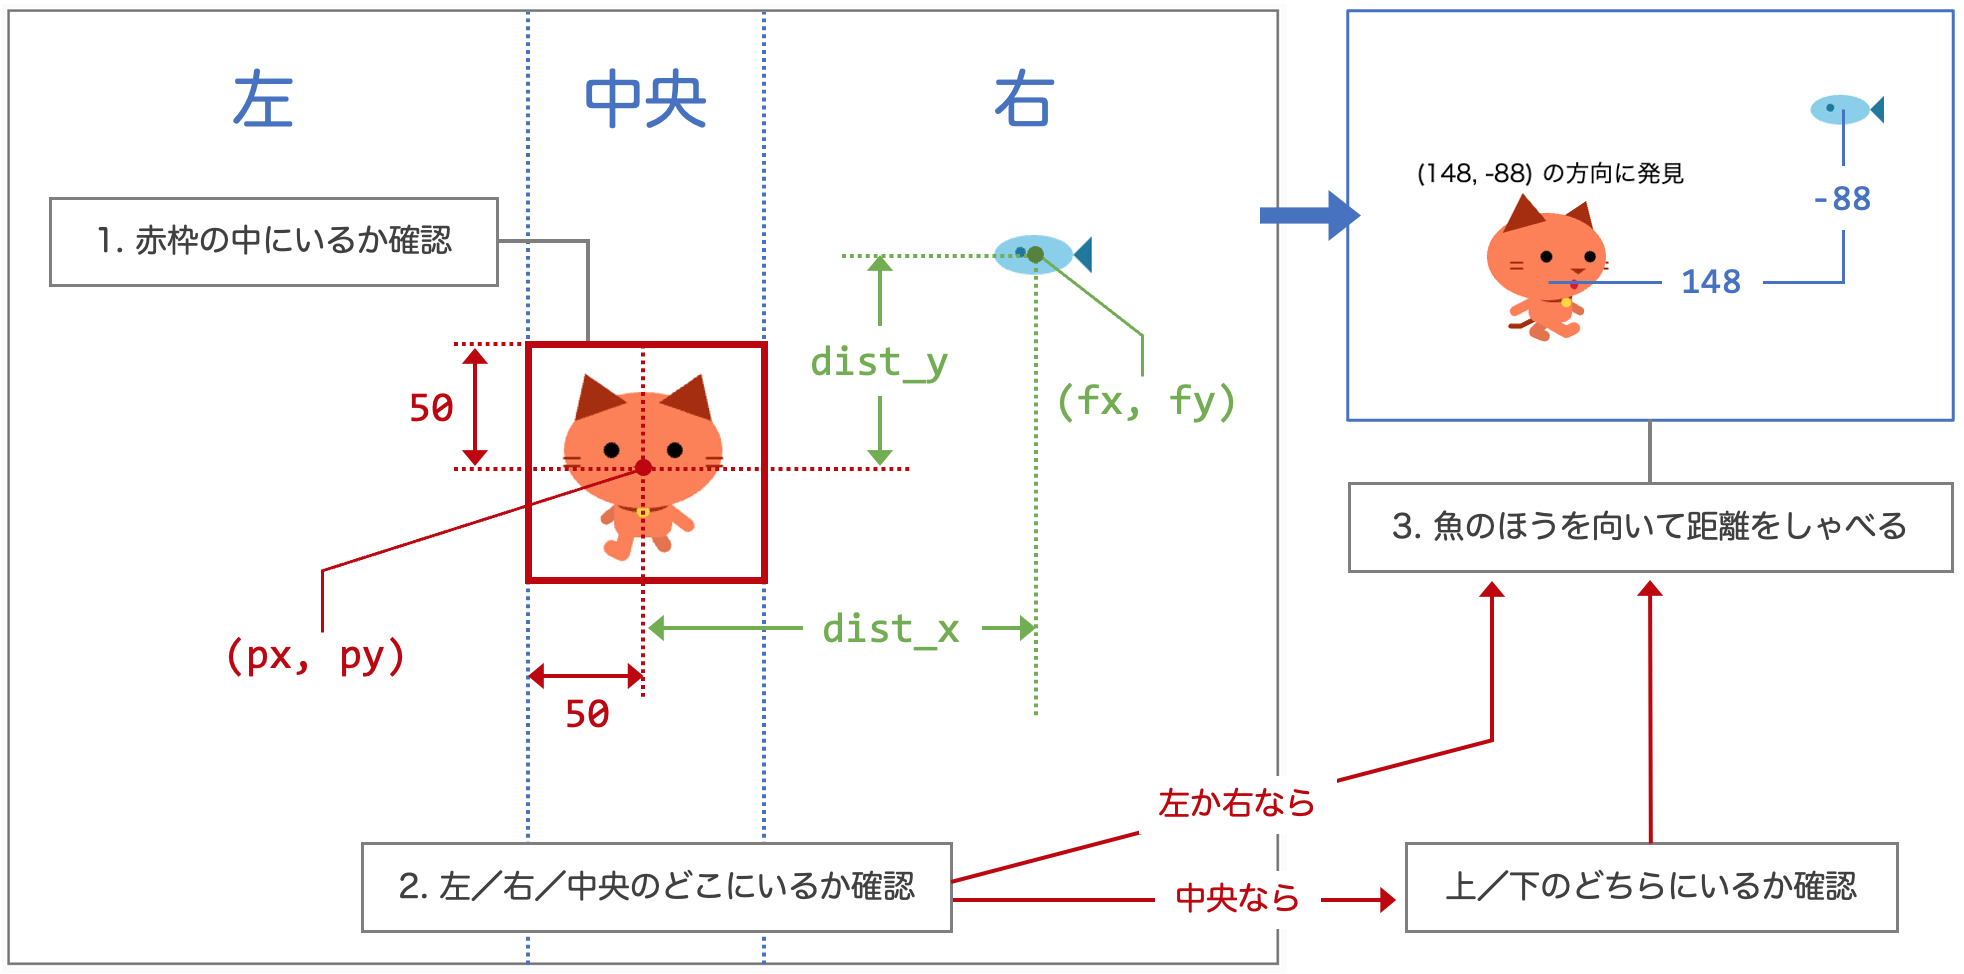 左
中央
右
1. 赤枠の中にいるか確認
(148, -88) の方向に発見
-88
148
dist_y
(fx, fy)
50
3. 魚のほうを向いて距離をしゃべる
dist_x
(px, py)
50
左か右なら
2. 左／右／中央のどこにいるか確認
中央なら
上／下のどちらにいるか確認